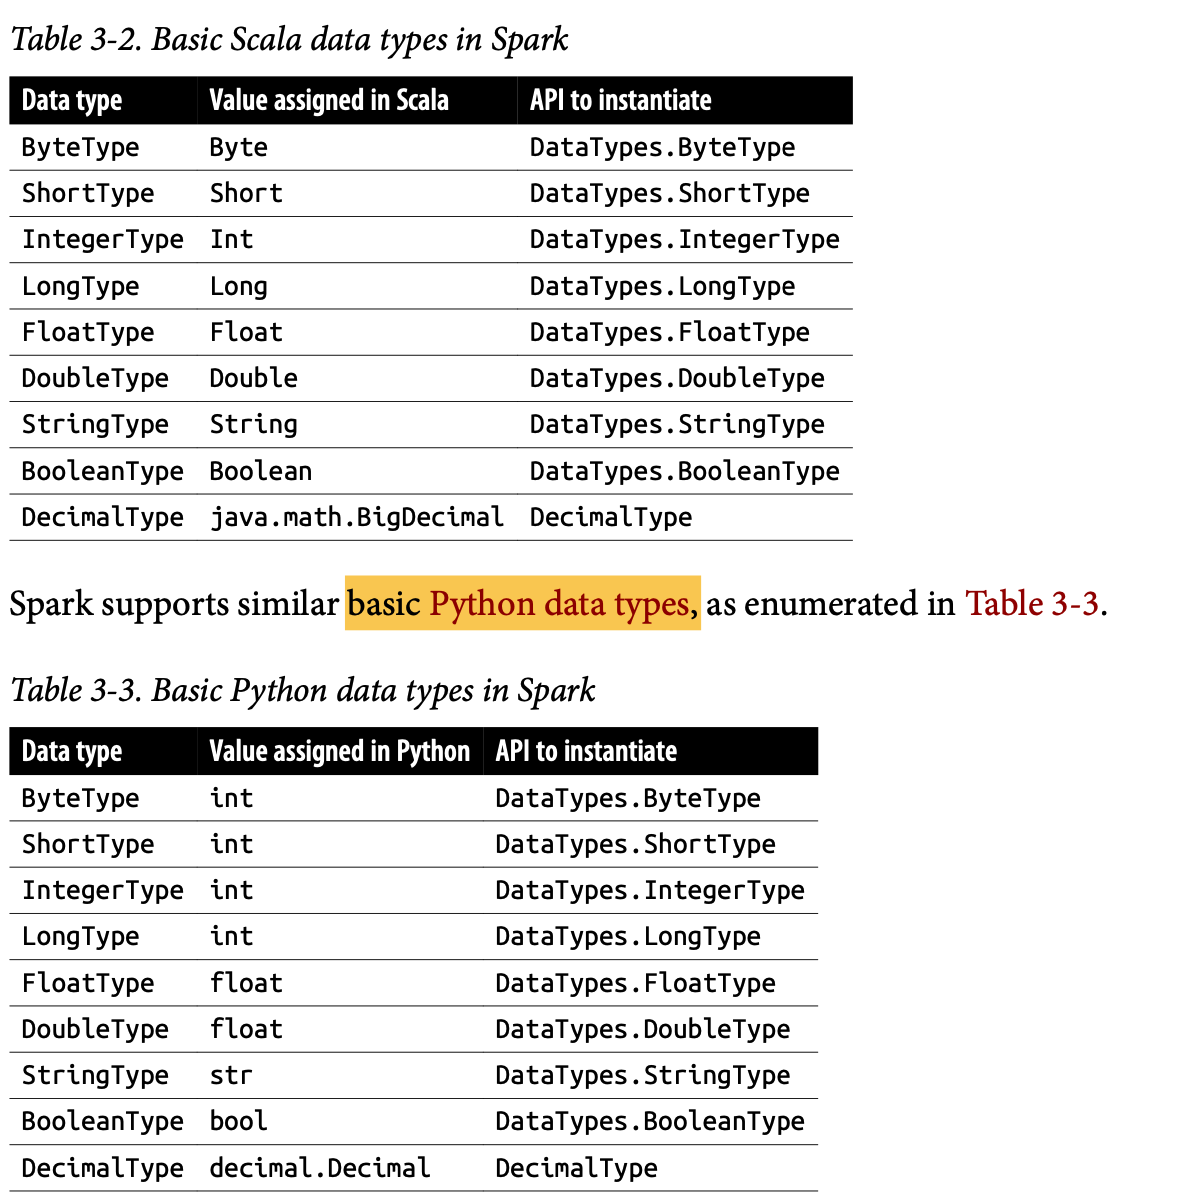 Table 3-2. Basic Scala data types in Spark
Data type Value assigned in Scala API to instantiate
ByteType Byte DataTypes.ByteType
ShortType Short DataTypes.ShortType
IntegerType Int DataTypes.IntegerType
LongType Long DataTypes.LongType
FloatType Float DataTypes.FloatType
DoubleType Double DataTypes.DoubleType
StringType String DataTypes.StringType
BooleanType Boolean DataTypes.BooleanType
DecimalType java.math.BigDecimal DecimalType
Spark supports similar basic Python data types, as enumerated in Table 3-3.
Table 3-3. Basic Python data types in Spark
Data type Value assigned in Python API to instantiate
ByteType int DataTypes.ByteType
ShortType int DataTypes.ShortType
IntegerType int DataTypes.IntegerType
LongType int DataTypes.LongType
FloatType float DataTypes.FloatType
DoubleType float DataTypes.DoubleType
StringType str DataTypes.StringType
BooleanType bool DataTypes.BooleanType
DecimalType decimal.Decimal DecimalType